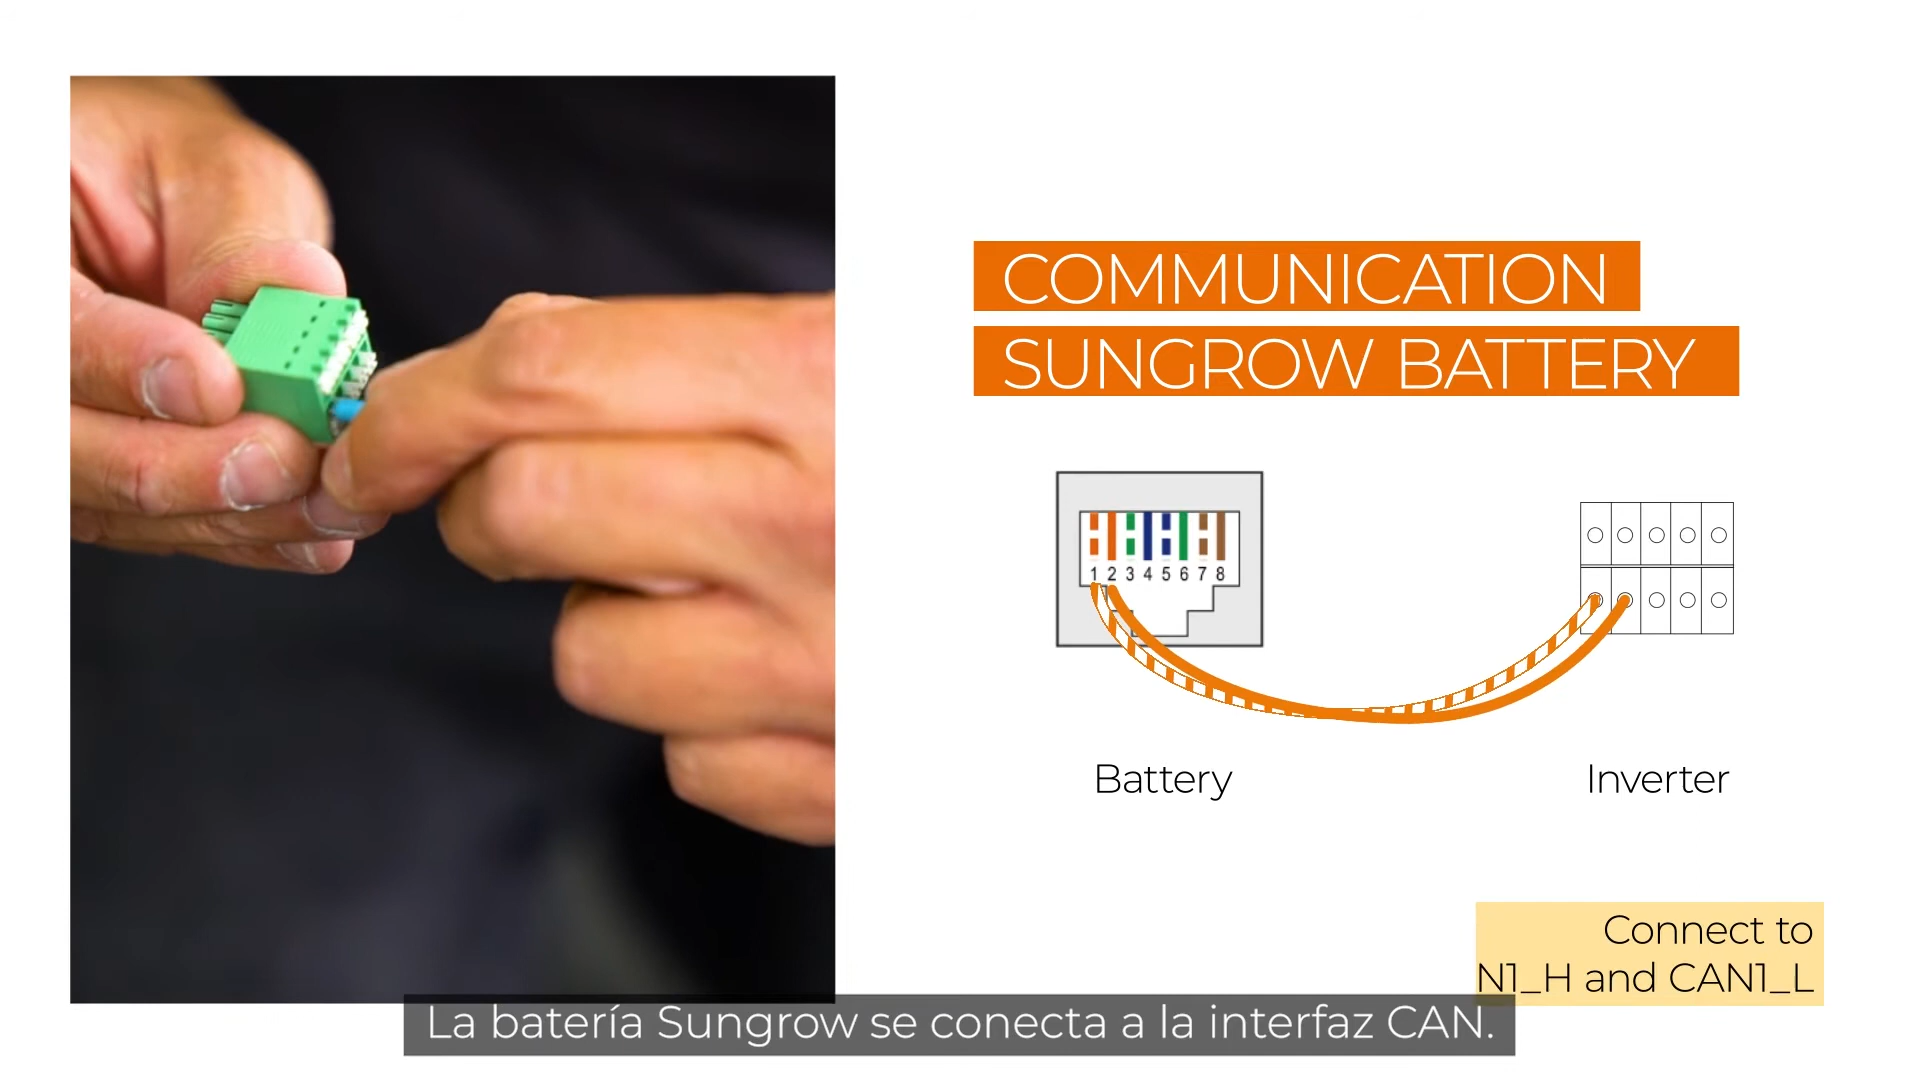 COMMUNICATION
SUNGROW BATTERY
1 2 3 4 5 6 7 8
Battery
Inverter
Connect to
N1_H and CAN1_L
La batería Sungrow se conecta a la interfaz CAN.